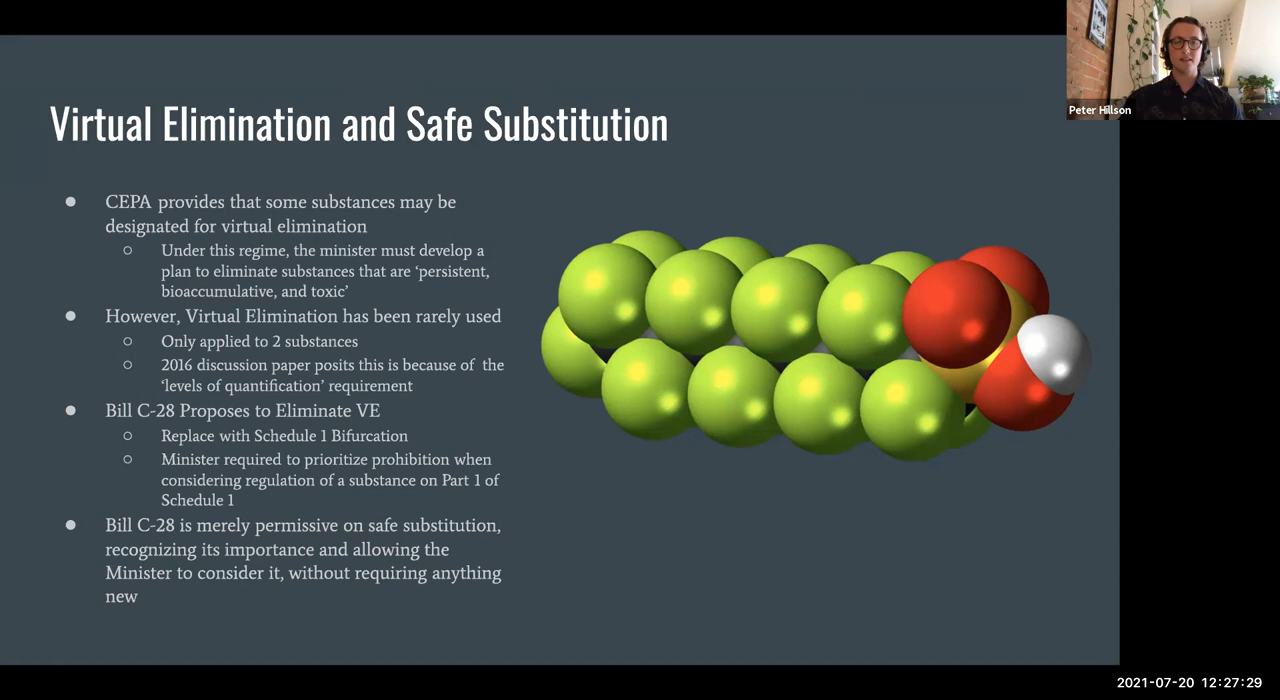 Peter Hillson
Virtual Elimination and Safe Substitution
● CEPA provides that some substances may be
designated for virtual elimination
○ Under this regime, the minister must develop a
plan to eliminate substances that are ‘persistent,
bioaccumulative, and toxic’
● However, Virtual Elimination has been rarely used
○ Only applied to 2 substances
○ 2016 discussion paper posits this is because of the
‘levels of quantification’ requirement
● Bill C-28 Proposes to Eliminate VE
○ Replace with Schedule 1 Bifurcation
○ Minister required to prioritize prohibition when
considering regulation of a substance on Part 1 of
Schedule 1
● Bill C-28 is merely permissive on safe substitution,
recognizing its importance and allowing the
Minister to consider it, without requiring anything
new
2021-07-20 12:27:29